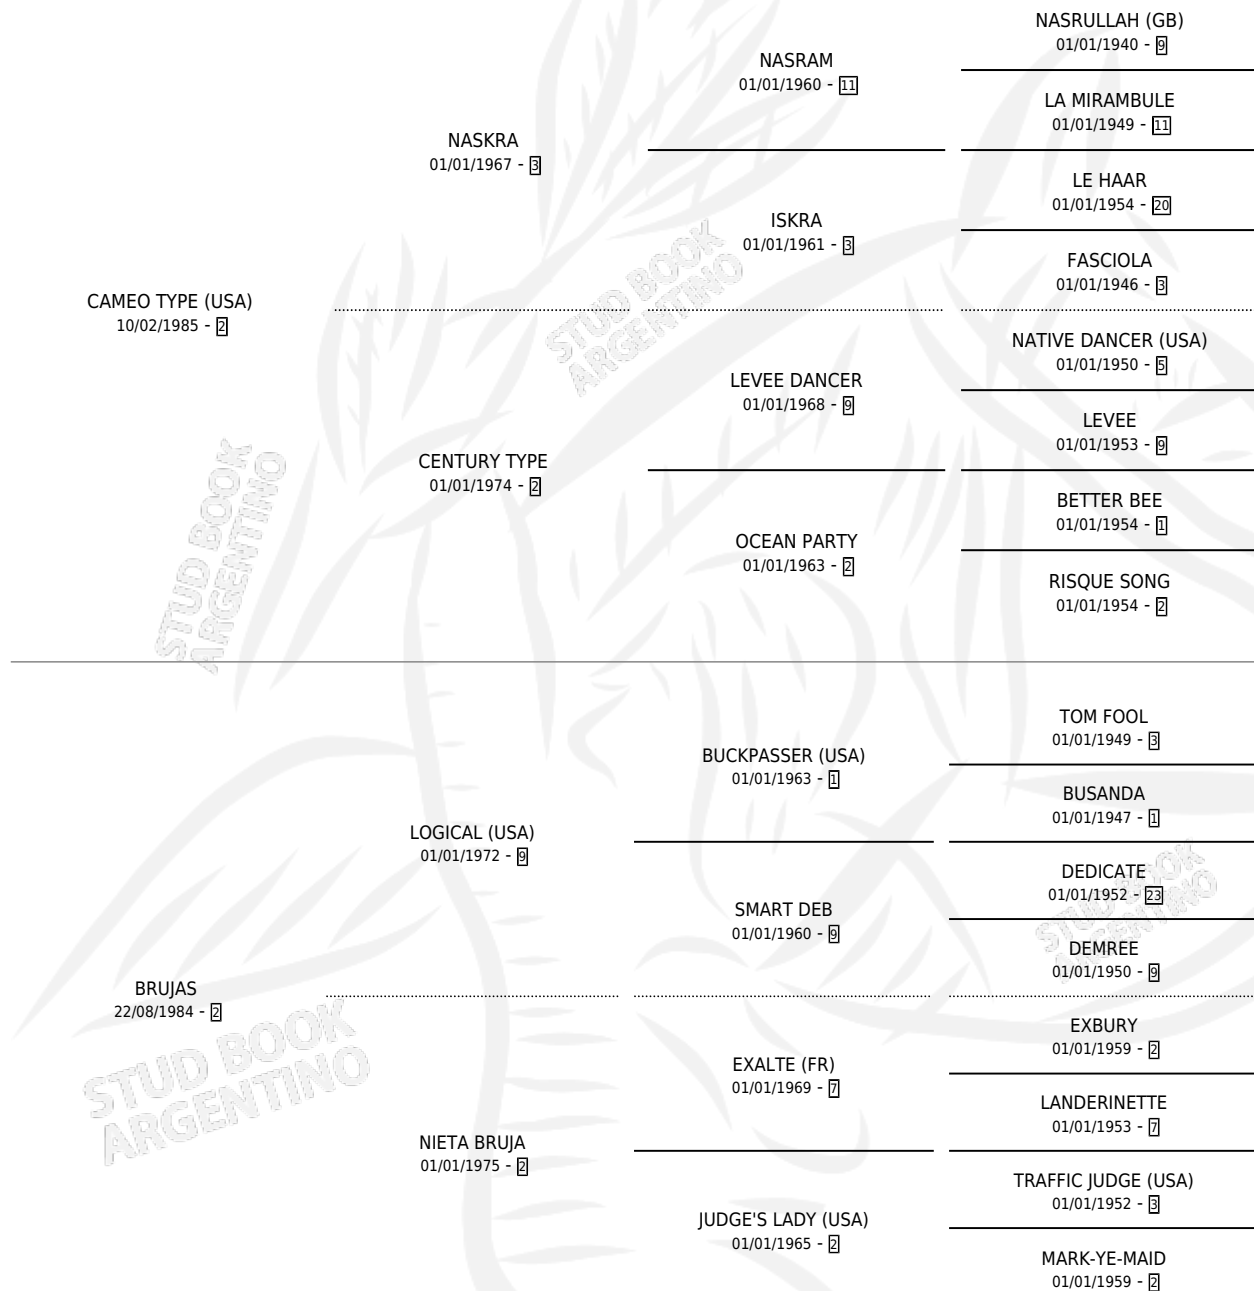 NASRULLAH (GB)
01/01/1940 - 9
NASRAM
01/01/1960 - 11
LA MIRAMBULE
01/01/1949 - 11
NASKRA
01/01/1967 - 3
LE HAAR
01/01/1954 - 20
ISKRA
01/01/1961 - 3
FASCIOLA
01/01/1946 - 3
CAMEO TYPE (USA)
10/02/1985 - 2
NATIVE DANCER (USA)
01/01/1950 - 5
LEVEE DANCER
01/01/1968 - 9
LEVEE
01/01/1953 - 9
CENTURY TYPE
01/01/1974 - 2
BETTER BEE
01/01/1954 - 1
OCEAN PARTY
01/01/1963 - 2
RISQUE SONG
01/01/1954 - 2
STUD BOOK
ARGENTINO
STUD BOOK
ARGENTINO
TOM FOOL
01/01/1949 - 3
BUCKPASSER (USA)
01/01/1963 - 1
BUSANDA
01/01/1947 - 1
LOGICAL (USA)
01/01/1972 - 9
DEDICATE
01/01/1952 - 23
SMART DEB
01/01/1960 - 9
DEMREE
01/01/1950 - 9
BRUJAS
22/08/1984 - 2
EXBURY
01/01/1959 - 2
EXALTE (FR)
01/01/1969 - 7
LANDERINETTE
01/01/1953 - 7
NIETA BRUJA
01/01/1975 - 2
TRAFFIC JUDGE (USA)
01/01/1952 - 3
JUDGE'S LADY (USA)
01/01/1965 - 2
MARK-YE-MAID
01/01/1959 - 2
STUD BOOK
ARGENTINO
STUD BOOK
ARGENTINO